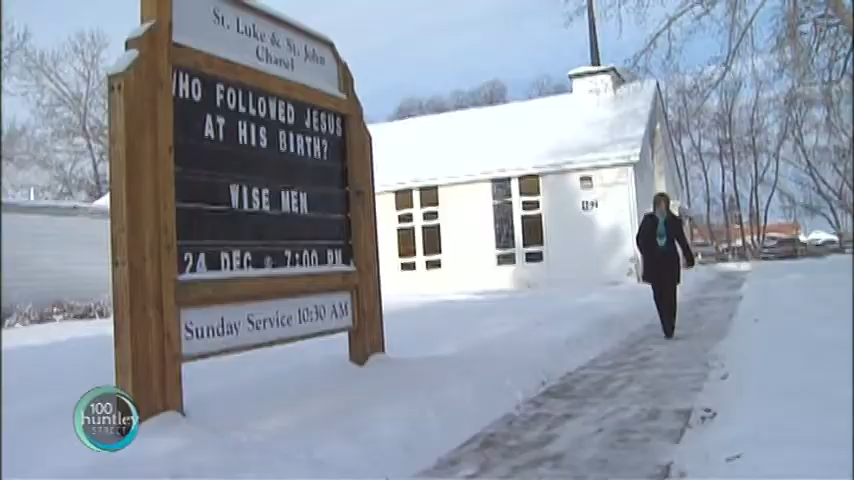 St. Luke & St. John
Chapel
WHO FOLLOWED JESUS
AT HIS BIRTH?
WISE MEN
24 DEC 7:00 PM
Sunday Service 10:30 AM
100
huntley
STREET